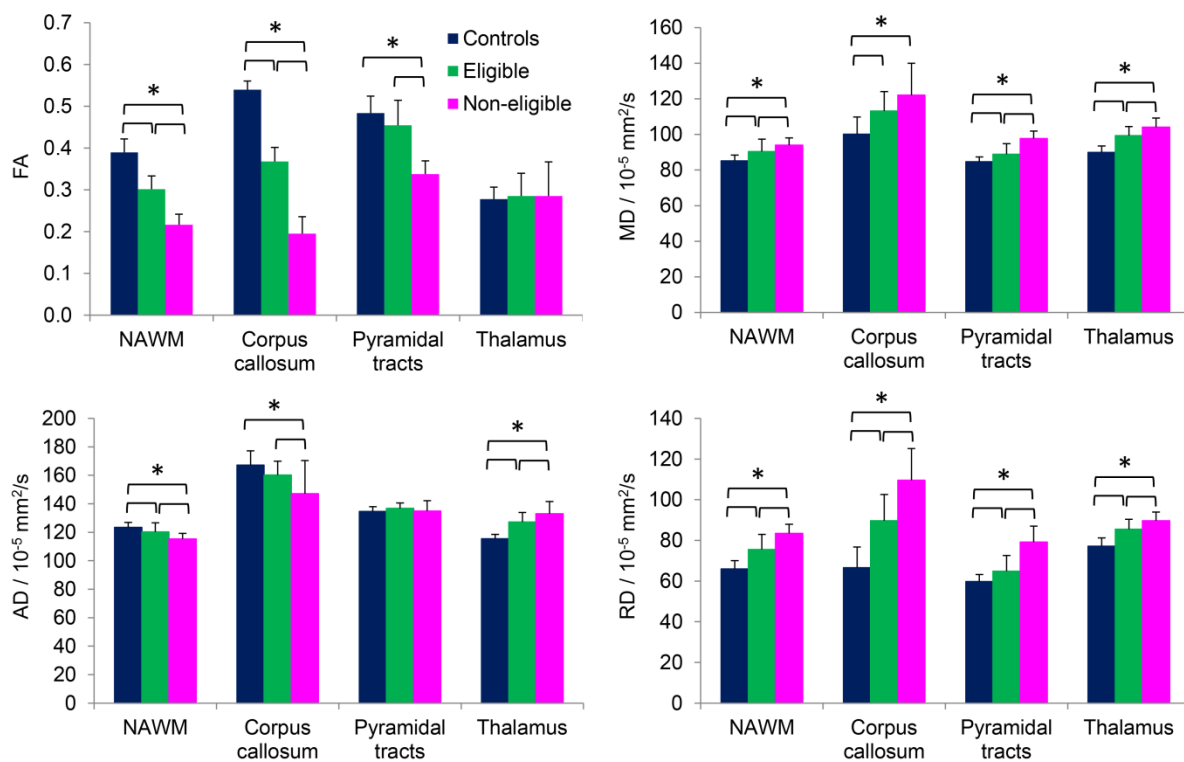 0.7
0.6
0.5
0.4
0.3
0.2
0.1
0.0
FA
* * *
Controls
Eligible
Non-eligible
NAWM Corpus callosum Pyramidal tracts Thalamus
160
140
120
100
80
60
40
20
0
MD / 10⁻⁵ mm²/s
* * * *
NAWM Corpus callosum Pyramidal tracts Thalamus
200
180
160
140
120
100
80
60
40
20
0
AD / 10⁻⁵ mm²/s
* * *
NAWM Corpus callosum Pyramidal tracts Thalamus
140
120
100
80
60
40
20
0
RD / 10⁻⁵ mm²/s
* * * *
NAWM Corpus callosum Pyramidal tracts Thalamus